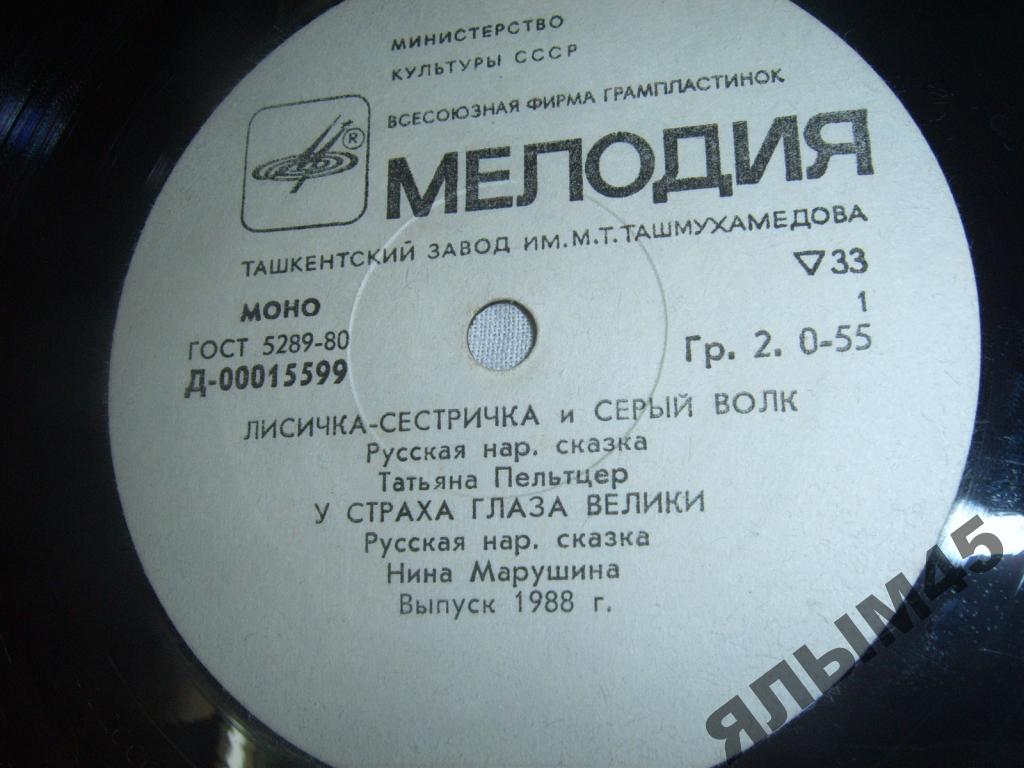 МИНИСТЕРСТВО
КУЛЬТУРЫ СССР
ВСЕСОЮЗНАЯ ФИРМА ГРАМПЛАСТИНОК
®
МЕЛОДИЯ
ТАШКЕНТСКИЙ ЗАВОД ИМ.М.Т.ТАШМУХАМЕДОВА
▽33
МОНО
1
ГОСТ 5289-80
Гр. 2. 0-55
Д-00015599
ЛИСИЧКА-СЕСТРИЧКА и СЕРЫЙ ВОЛК
Русская нар. сказка
Татьяна Пельтцер
У СТРАХА ГЛАЗА ВЕЛИКИ
Русская нар. сказка
Нина Марушина
Выпуск 1988 г.
ЯЛЫМ45